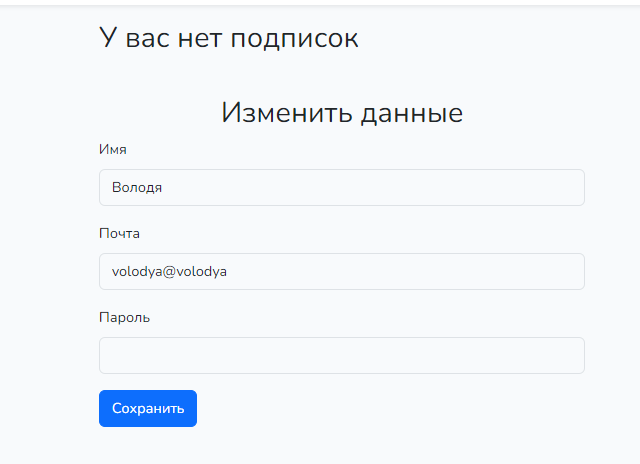 У вас нет подписок
Изменить данные
Имя
Володя
Почта
volodya@volodya
Пароль
Сохранить